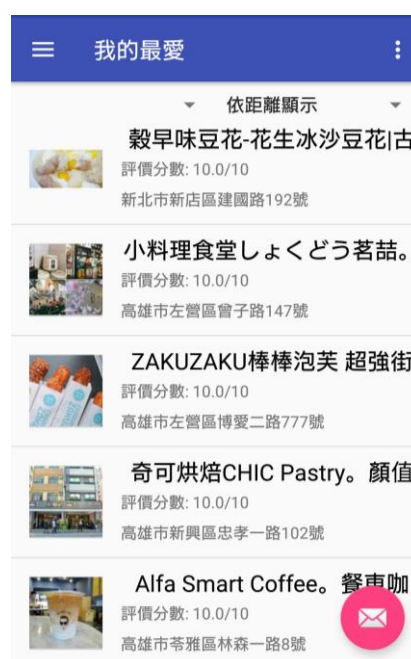 我的最愛
依距離顯示
穀早味豆花-花生冰沙豆花|古
評價分數: 10.0/10
新北市新店區建國路192號
小料理食堂しょくどう茗喆。
評價分數: 10.0/10
高雄市左營區曾子路147號
ZAKUZAKU棒棒泡芙 超強街
評價分數: 10.0/10
高雄市左營區博愛二路777號
奇可烘焙CHIC Pastry。顏值
評價分數: 10.0/10
高雄市新興區忠孝一路102號
Alfa Smart Coffee。餐車咖
評價分數: 10.0/10
高雄市苓雅區林森一路8號